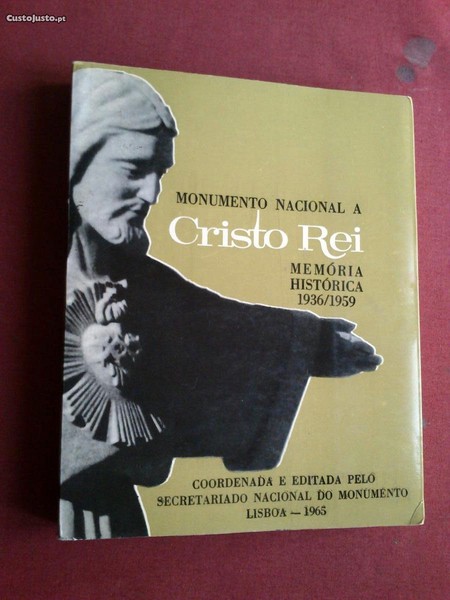 CustoJusto.pt
MONUMENTO NACIONAL A
Cristo Rei
MEMÓRIA
HISTÓRICA
1936/1959
COORDENADA E EDITADA PELO
SECRETARIADO NACIONAL DO MONUMENTO
LISBOA — 1965